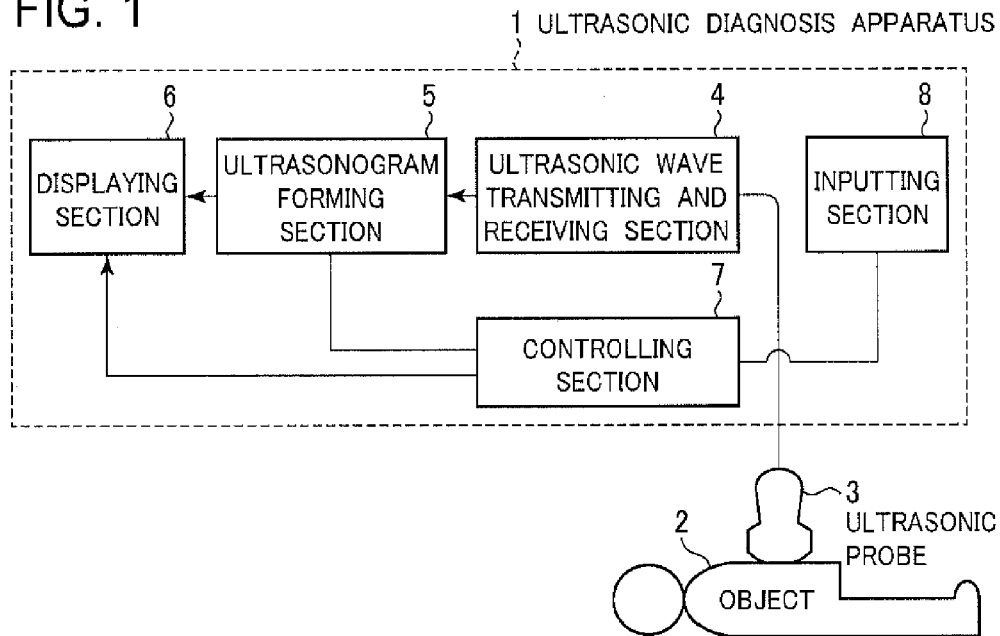 FIG. 1
1 ULTRASONIC DIAGNOSIS APPARATUS
6
5
4
8
DISPLAYING
SECTION
ULTRASONOGRAM
FORMING
SECTION
ULTRASONIC WAVE
TRANSMITTING AND
RECEIVING SECTION
INPUTTING
SECTION
7
CONTROLLING
SECTION
3
ULTRASONIC
PROBE
2
OBJECT